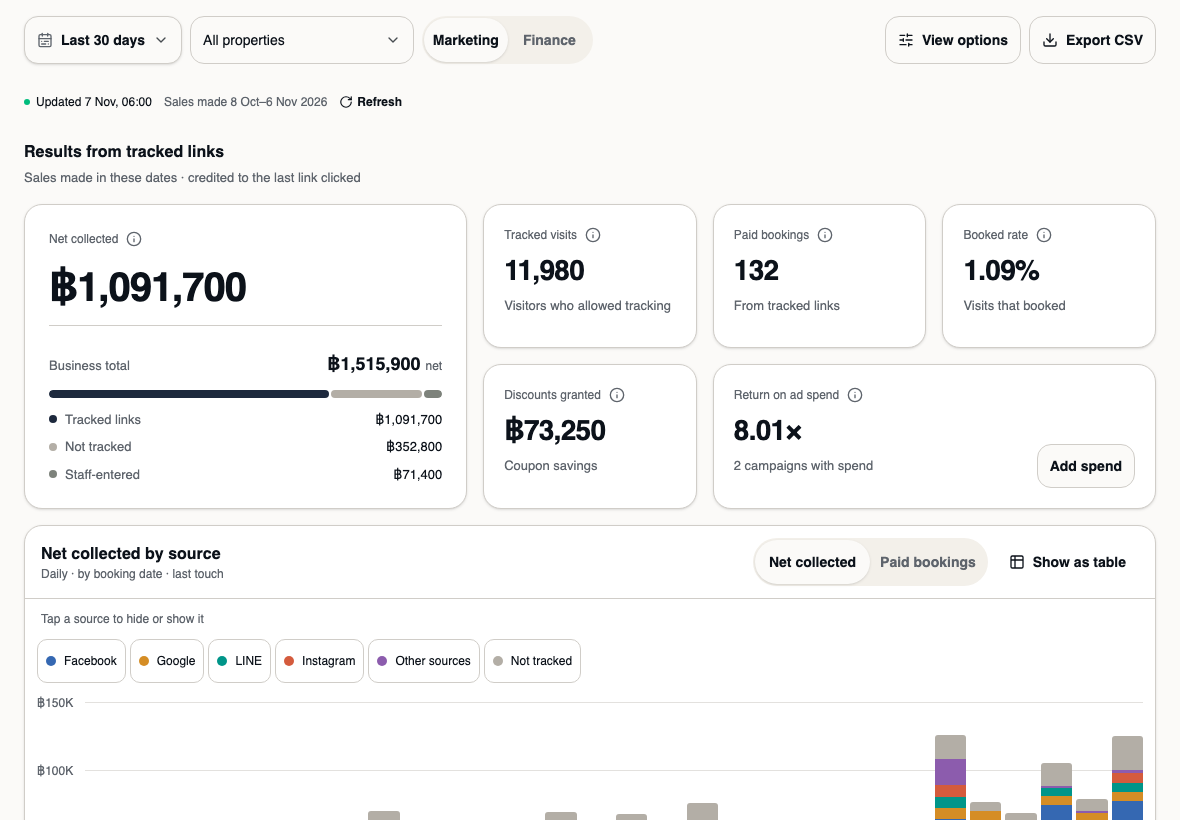 Last 30 days
All properties
Marketing
Finance
View options
Export CSV
Updated 7 Nov, 06:00
Sales made 8 Oct–6 Nov 2026
Refresh
Results from tracked links
Sales made in these dates · credited to the last link clicked
Net collected
฿1,091,700
Business total
฿1,515,900 net
Tracked links
฿1,091,700
Not tracked
฿352,800
Staff-entered
฿71,400
Tracked visits
11,980
Visitors who allowed tracking
Paid bookings
132
From tracked links
Booked rate
1.09%
Visits that booked
Discounts granted
฿73,250
Coupon savings
Return on ad spend
8.01×
2 campaigns with spend
Add spend
Net collected by source
Daily · by booking date · last touch
Net collected
Paid bookings
Show as table
Tap a source to hide or show it
Facebook
Google
LINE
Instagram
Other sources
Not tracked
฿150K
฿100K